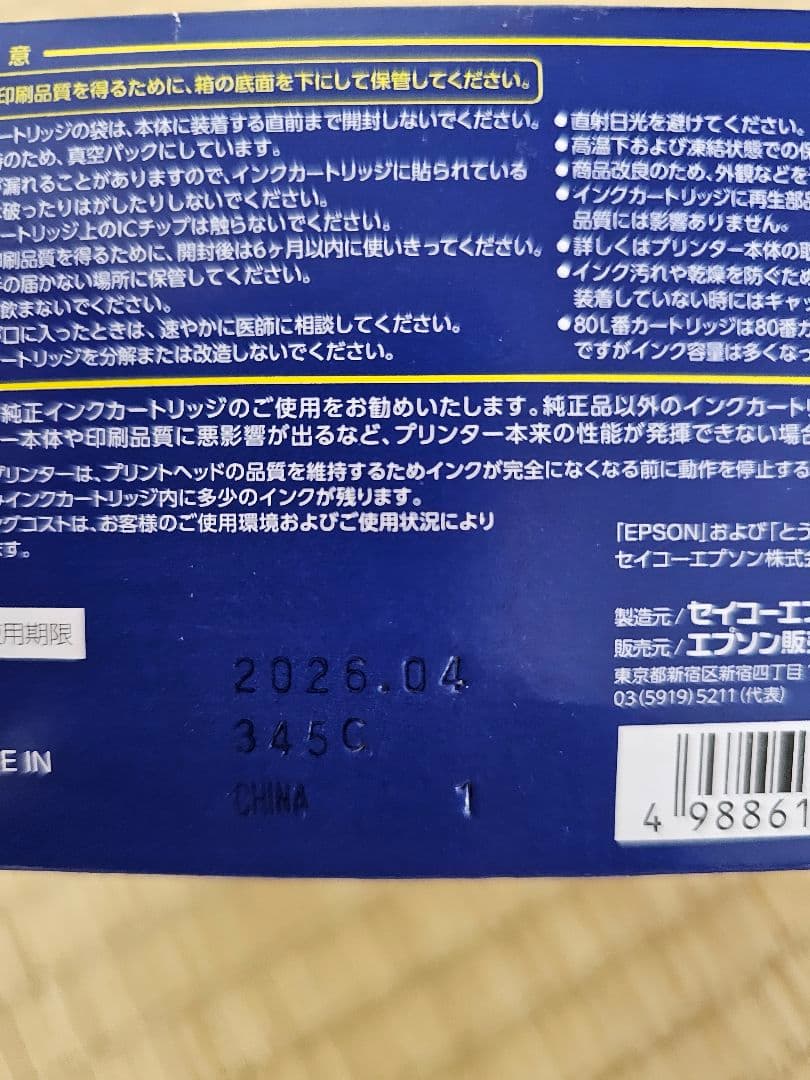 意
印刷品質を得るために、箱の底面を下にして保管してください。
ートリッジの袋は、本体に装着する直前まで開封しないでください。
のため、真空パックにしています。
が漏れることがありますので、インクカートリッジに貼られている
破ったりはがしたりしないでください。
ートリッジ上のICチップは触らないでください。
印刷品質を得るために、開封後は6ヶ月以内に使いきってください。
の届かない場所に保管してください。
飲まないでください。
口に入ったときは、速やかに医師に相談してください。
ートリッジを分解または改造しないでください。
●直射日光を避けてください。
●高温下および凍結状態での保
●商品改良のため、外観などを
●インクカートリッジに再生部品
品質には影響ありません。
●詳しくはプリンター本体の取
●インク汚れや乾燥を防ぐため
装着していない時にはキャ
●80L番カートリッジは80番カ
ですがインク容量は多くなっ
純正インクカートリッジのご使用をお勧めいたします。純正品以外のインクカート
ー本体や印刷品質に悪影響が出るなど、プリンター本来の性能が発揮できない場合
プリンターは、プリントヘッドの品質を維持するためインクが完全になくなる前に動作を停止する
インクカートリッジ内に多少のインクが残ります。
グコストは、お客様のご使用環境およびご使用状況により
ます。
「EPSON」および「とう
セイコーエプソン株式会
使用期限
製造元/セイコーエプ
販売元/エプソン販
東京都新宿区新宿四丁目1
03(5919)5211(代表)
2026.04
345C
E IN
CHINA 1
4 98861